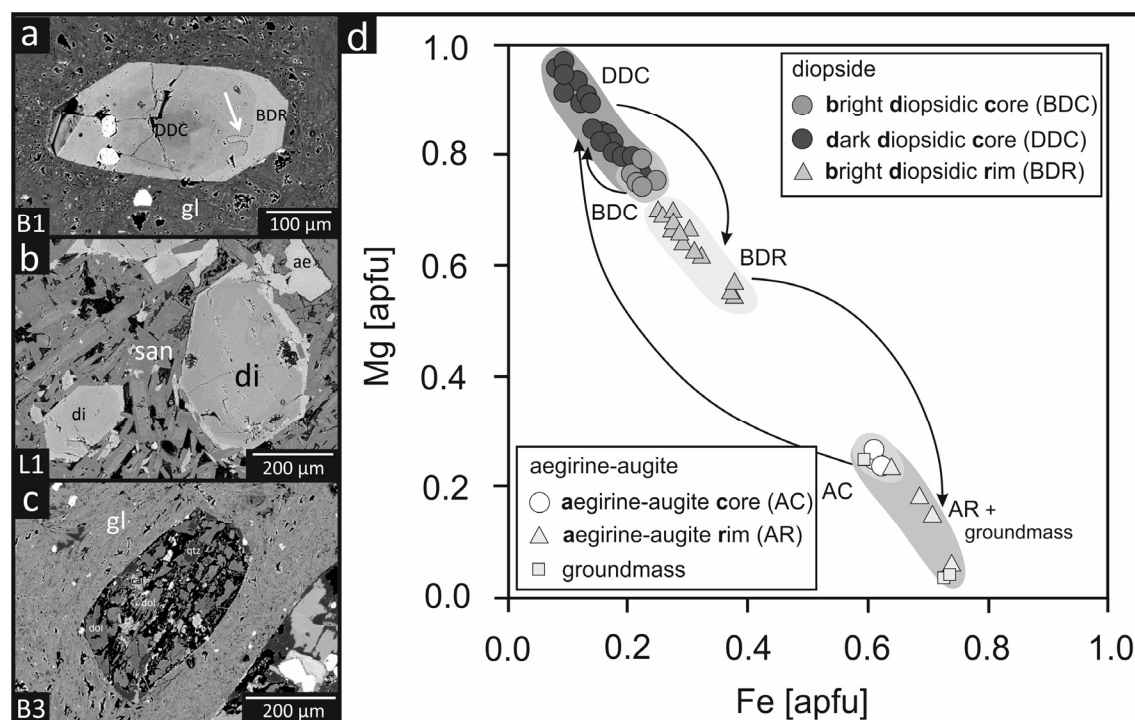 a
DDC
BDR
gl
B1
100 µm
b
ae
san
di
di
L1
200 µm
c
gl
qtz
cal
dol
dol
B3
200 µm
d
Mg [apfu]
1.0
0.8
0.6
0.4
0.2
0.0
0.0
0.2
0.4
0.6
0.8
1.0
Fe [apfu]
DDC
BDC
BDR
AC
AR +
groundmass
diopside
bright diopsidic core (BDC)
dark diopsidic core (DDC)
bright diopsidic rim (BDR)
aegirine-augite
aegirine-augite core (AC)
aegirine-augite rim (AR)
groundmass